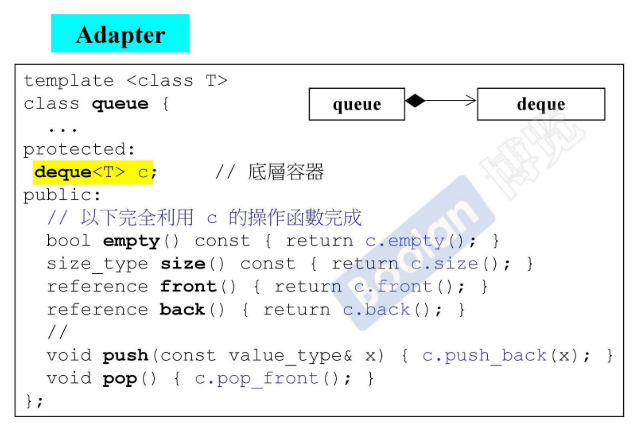 Adapter
template <class T>
class queue {
queue
deque
...
protected:
deque<T> c; // 底層容器
public:
// 以下完全利用 c 的操作函數完成
bool empty() const { return c.empty(); }
size_type size() const { return c.size(); }
reference front() { return c.front(); }
reference back() { return c.back(); }
//
void push(const value_type& x) { c.push_back(x); }
void pop() { c.pop_front(); }
};
Boolan 博览